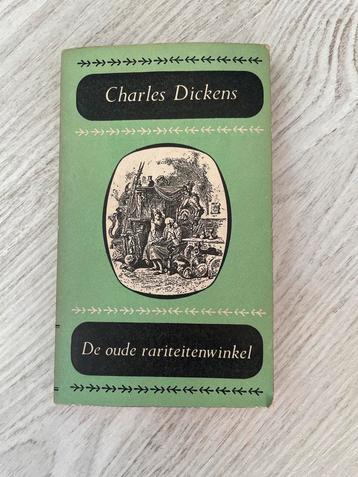 Charles Dickens
De oude rariteitenwinkel